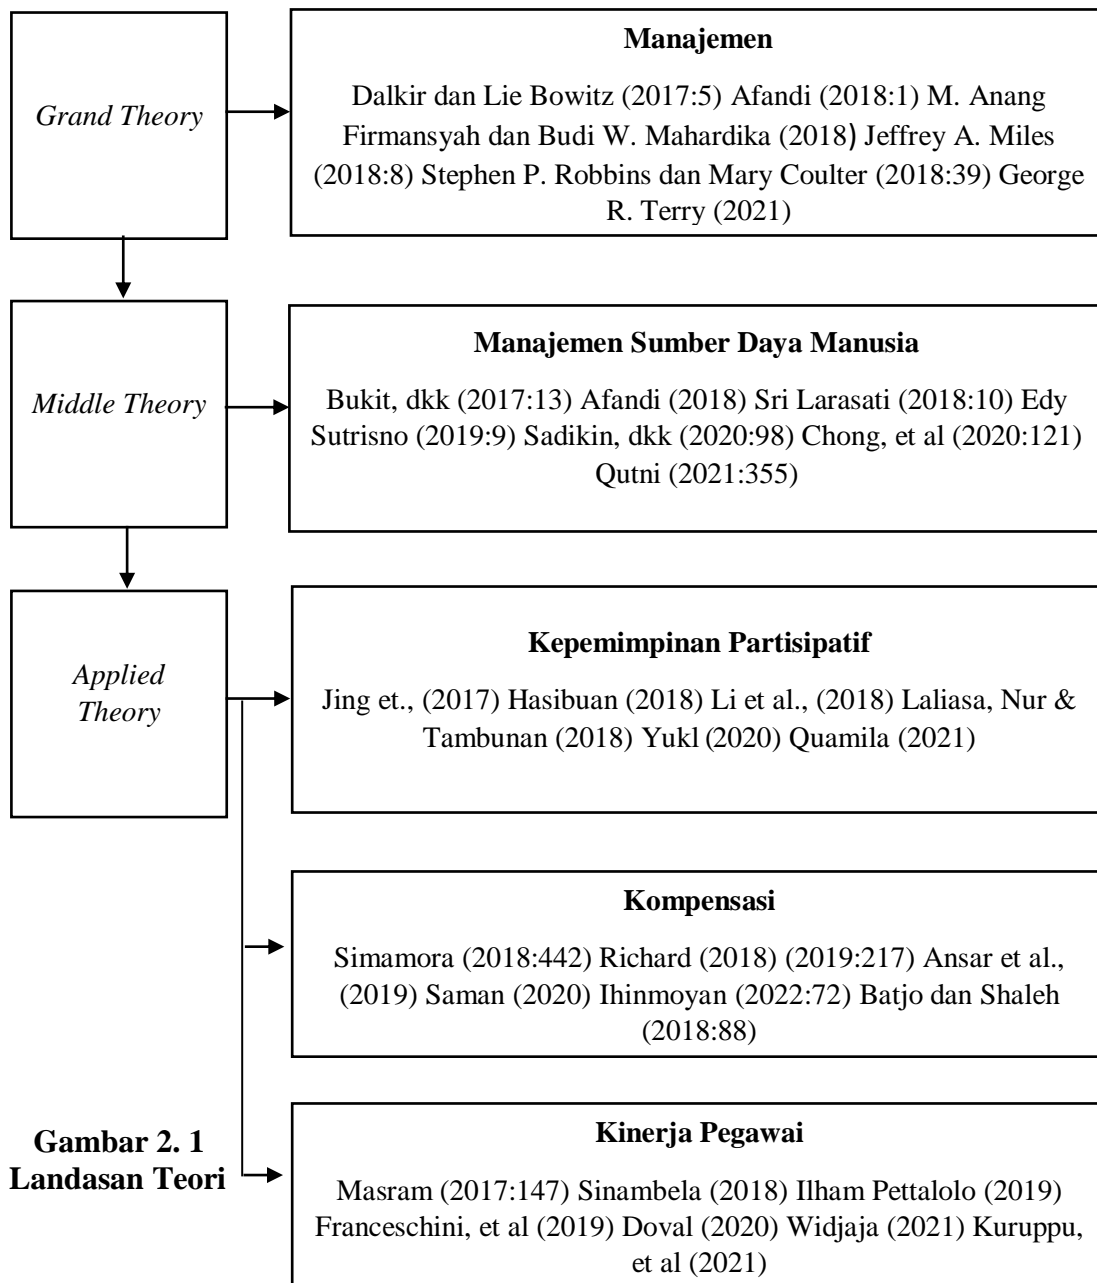 Grand Theory
Manajemen
Dalkir dan Lie Bowitz (2017:5) Afandi (2018:1) M. Anang
Firmansyah dan Budi W. Mahardika (2018) Jeffrey A. Miles
(2018:8) Stephen P. Robbins dan Mary Coulter (2018:39) George
R. Terry (2021)
Middle Theory
Manajemen Sumber Daya Manusia
Bukit, dkk (2017:13) Afandi (2018) Sri Larasati (2018:10) Edy
Sutrisno (2019:9) Sadikin, dkk (2020:98) Chong, et al (2020:121)
Qutni (2021:355)
Applied
Theory
Kepemimpinan Partisipatif
Jing et., (2017) Hasibuan (2018) Li et al., (2018) Laliasa, Nur &
Tambunan (2018) Yukl (2020) Quamila (2021)
Kompensasi
Simamora (2018:442) Richard (2018) (2019:217) Ansar et al.,
(2019) Saman (2020) Ihinmoyan (2022:72) Batjo dan Shaleh
(2018:88)
Kinerja Pegawai
Masram (2017:147) Sinambela (2018) Ilham Pettalolo (2019)
Franceschini, et al (2019) Doval (2020) Widjaja (2021) Kuruppu,
et al (2021)
Gambar 2. 1
Landasan Teori